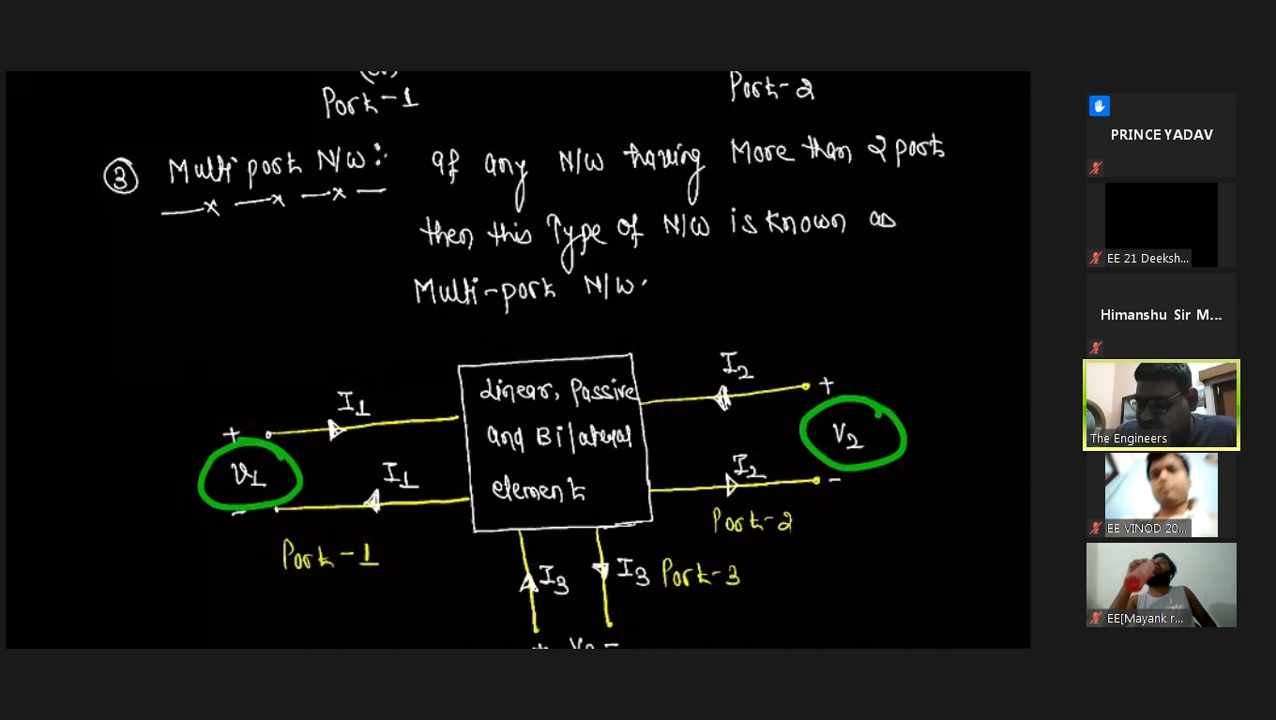 Port-1
Port-2
③ Multi port N/W:- If any N/W having More than 2 port
then this Type of N/W is known as
Multi-port N/W.
I1
I2
+
+
Linear, Passive
and Bilateral
element
V1
V2
I1
I2
-
-
Port-1
Port-2
I3
I3
Port-3
PRINCE YADAV
EE 21 Deeksh...
Himanshu Sir M...
The Engineers
EE VINOD 20...
EE[Mayank r...